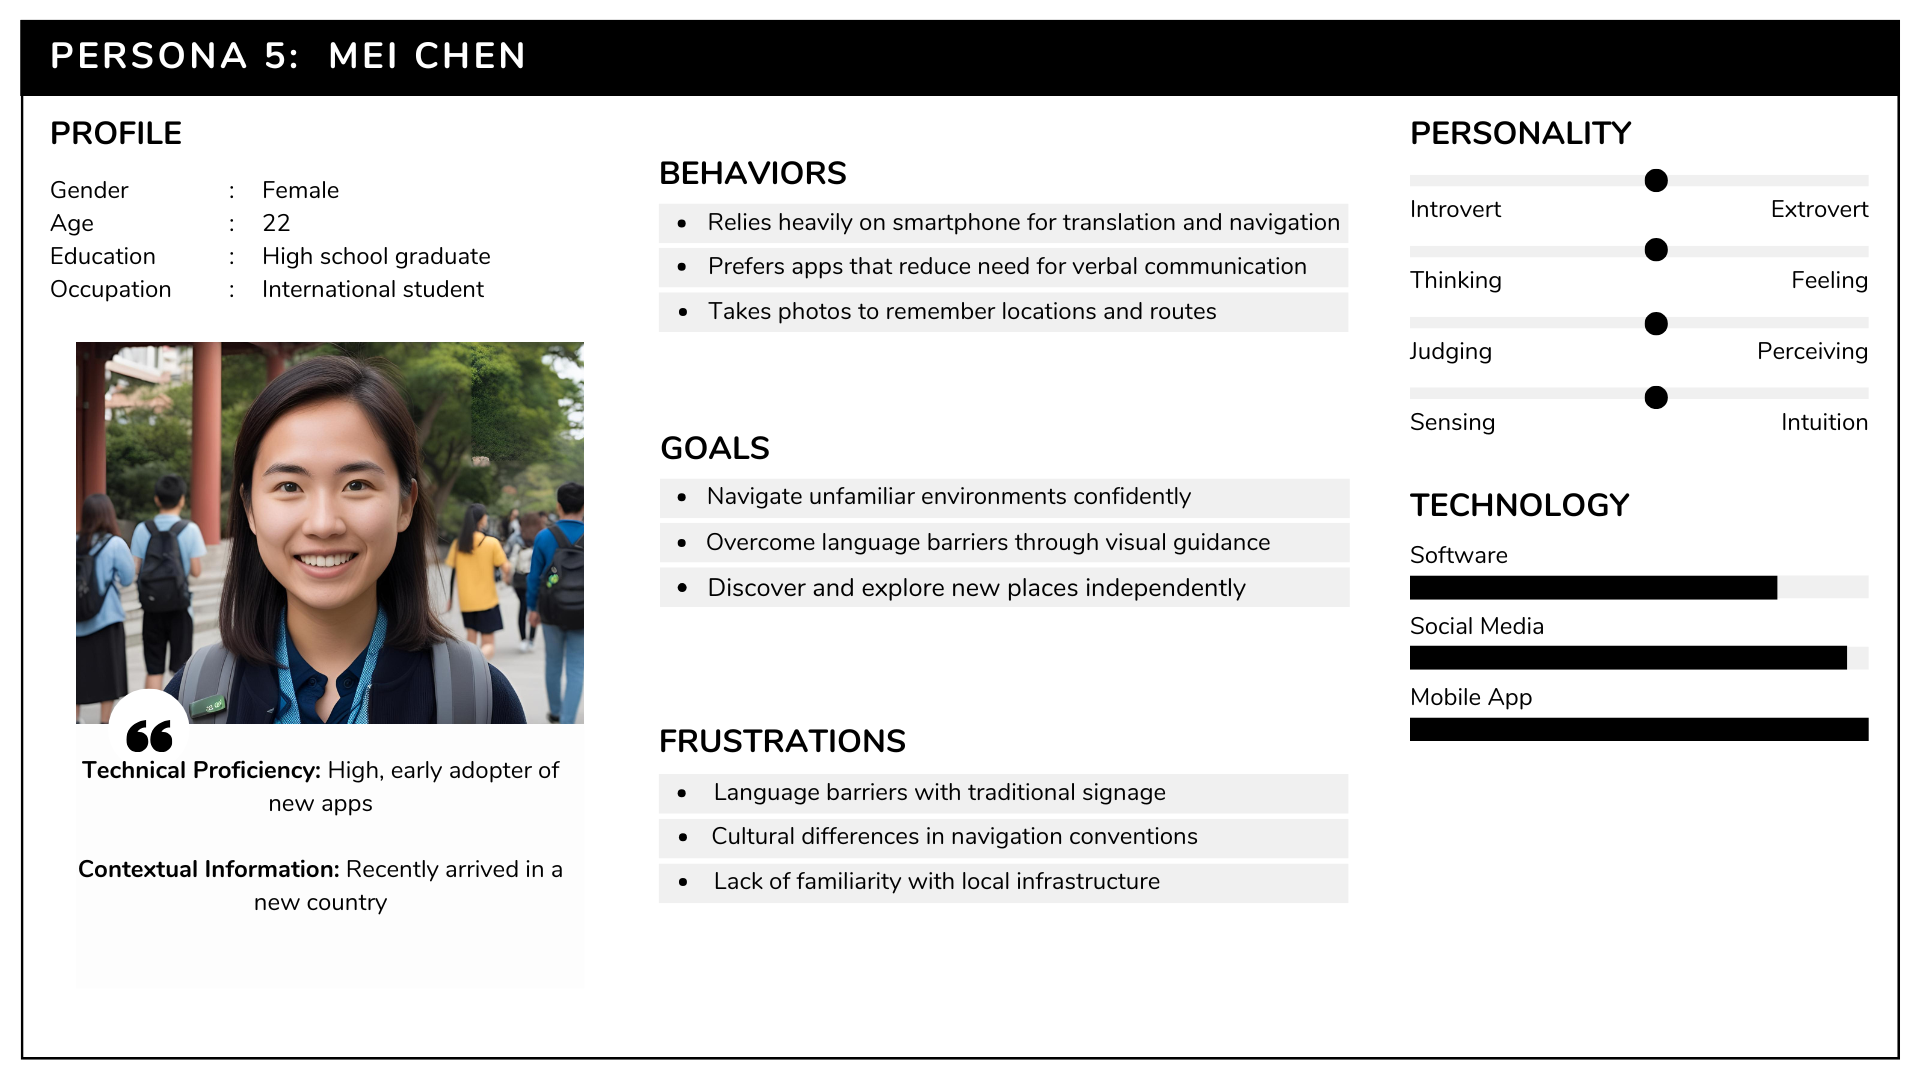 PERSONA 5: MEI CHEN
PROFILE
Gender : Female
Age : 22
Education : High school graduate
Occupation : International student
Technical Proficiency: High, early adopter of
new apps
Contextual Information: Recently arrived in a
new country
BEHAVIORS
• Relies heavily on smartphone for translation and navigation
• Prefers apps that reduce need for verbal communication
• Takes photos to remember locations and routes
GOALS
• Navigate unfamiliar environments confidently
• Overcome language barriers through visual guidance
• Discover and explore new places independently
FRUSTRATIONS
• Language barriers with traditional signage
• Cultural differences in navigation conventions
• Lack of familiarity with local infrastructure
PERSONALITY
Introvert Extrovert
Thinking Feeling
Judging Perceiving
Sensing Intuition
TECHNOLOGY
Software
Social Media
Mobile App